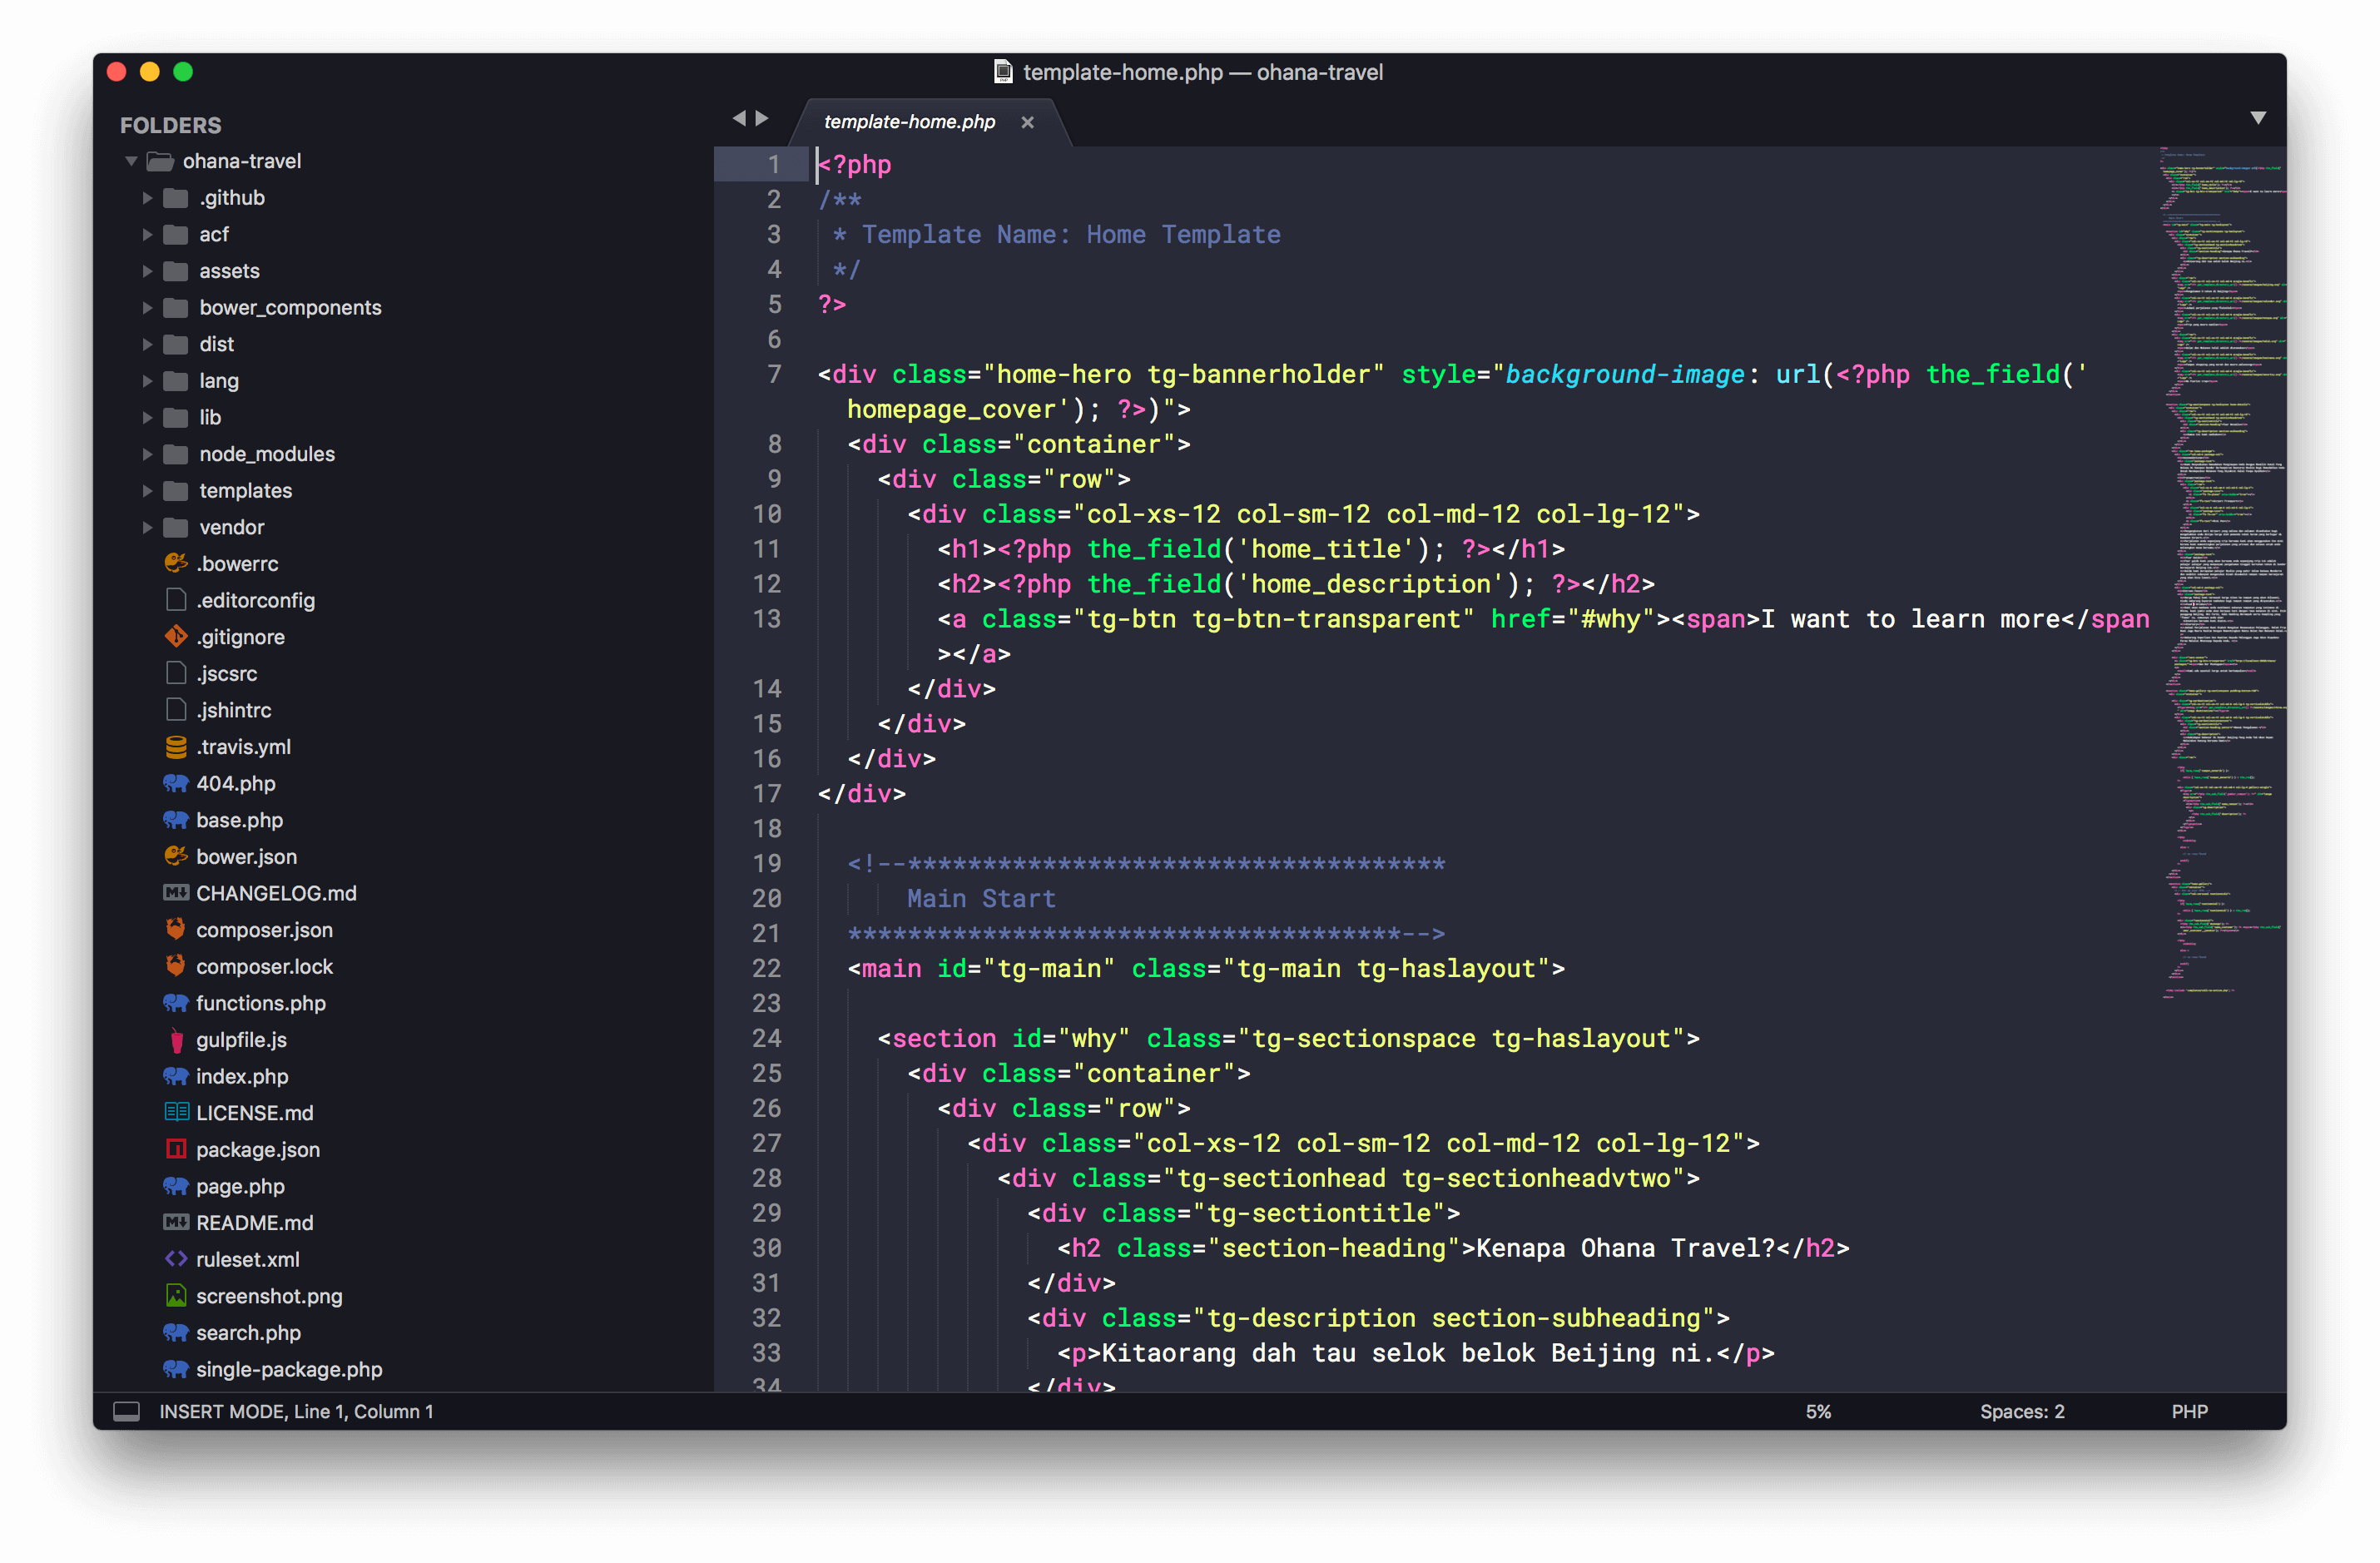 template-home.php — ohana-travel
FOLDERS
ohana-travel
.github
acf
assets
bower_components
dist
lang
lib
node_modules
templates
vendor
.bowerrc
.editorconfig
.gitignore
.jscsrc
.jshintrc
.travis.yml
404.php
base.php
bower.json
CHANGELOG.md
composer.json
composer.lock
functions.php
gulpfile.js
index.php
LICENSE.md
package.json
page.php
README.md
ruleset.xml
screenshot.png
search.php
single-package.php
template-home.php ×
1 <?php
2 /**
3  * Template Name: Home Template
4  */
5 ?>
6
7 <div class="home-hero tg-bannerholder" style="background-image: url(<?php the_field('
homepage_cover'); ?>)">
8 <div class="container">
9 <div class="row">
10 <div class="col-xs-12 col-sm-12 col-md-12 col-lg-12">
11 <h1><?php the_field('home_title'); ?></h1>
12 <h2><?php the_field('home_description'); ?></h2>
13 <a class="tg-btn tg-btn-transparent" href="#why"><span>I want to learn more</span
></a>
14 </div>
15 </div>
16 </div>
17 </div>
18
19 <!--************************************
20 Main Start
21 *************************************-->
22 <main id="tg-main" class="tg-main tg-haslayout">
23
24 <section id="why" class="tg-sectionspace tg-haslayout">
25 <div class="container">
26 <div class="row">
27 <div class="col-xs-12 col-sm-12 col-md-12 col-lg-12">
28 <div class="tg-sectionhead tg-sectionheadvtwo">
29 <div class="tg-sectiontitle">
30 <h2 class="section-heading">Kenapa Ohana Travel?</h2>
31 </div>
32 <div class="tg-description section-subheading">
33 <p>Kitaorang dah tau selok belok Beijing ni.</p>
34 </div>
INSERT MODE, Line 1, Column 1
5%
Spaces: 2
PHP